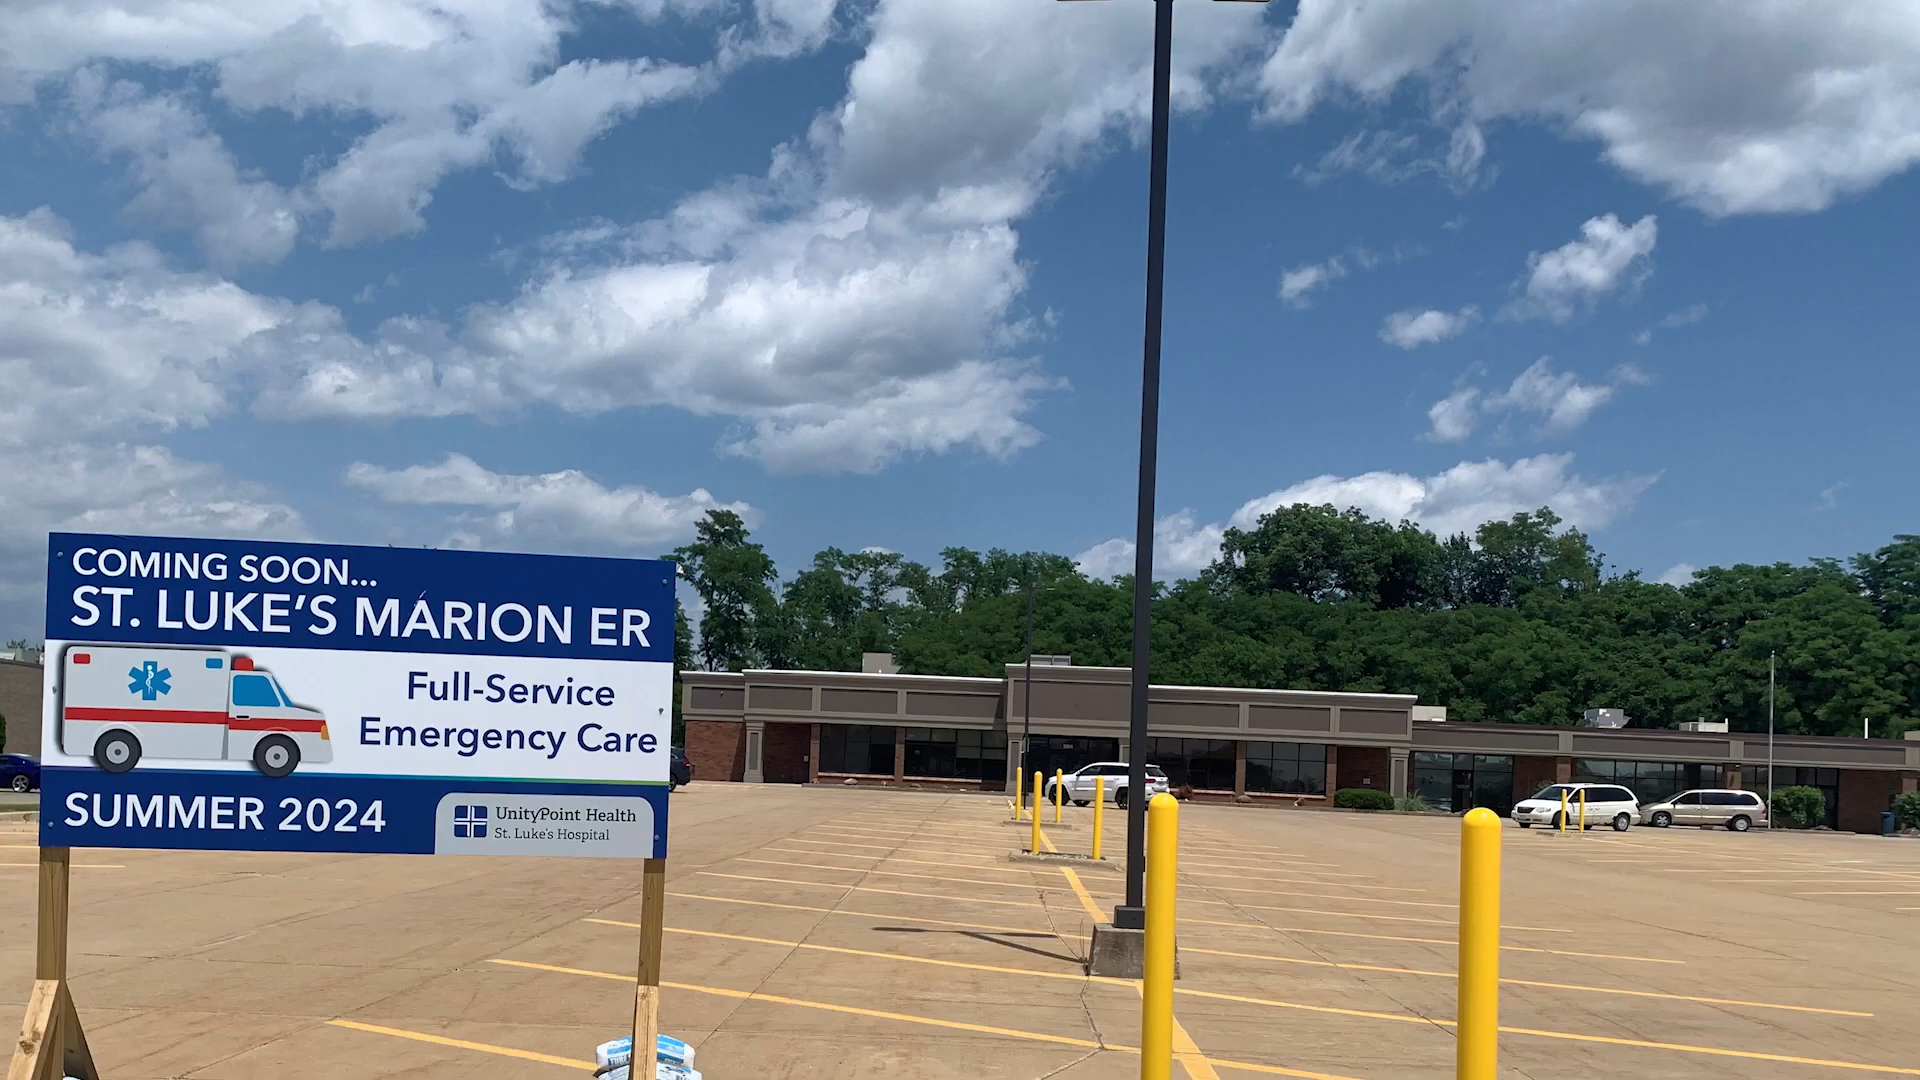 COMING SOON...
ST. LUKE'S MARION ER
Full-Service
Emergency Care
SUMMER 2024
UnityPoint Health
St. Luke's Hospital